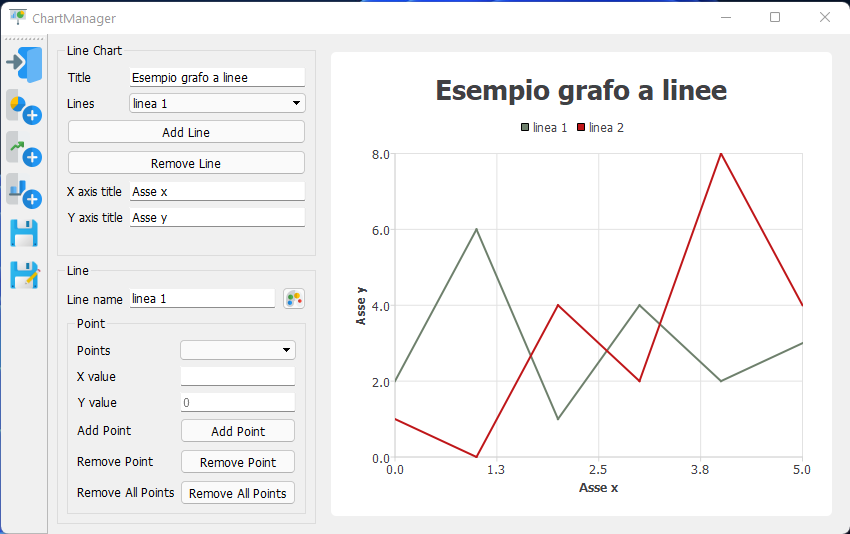 ChartManager
Line Chart
Title Esempio grafo a linee
Lines linea 1
Add Line
Remove Line
X axis title Asse x
Y axis title Asse y
Line
Line name linea 1
Point
Points
X value
Y value 0
Add Point Add Point
Remove Point Remove Point
Remove All Points Remove All Points
Esempio grafo a linee
linea 1 linea 2
8.0
6.0
4.0
2.0
0.0
Asse y
0.0 1.3 2.5 3.8 5.0
Asse x